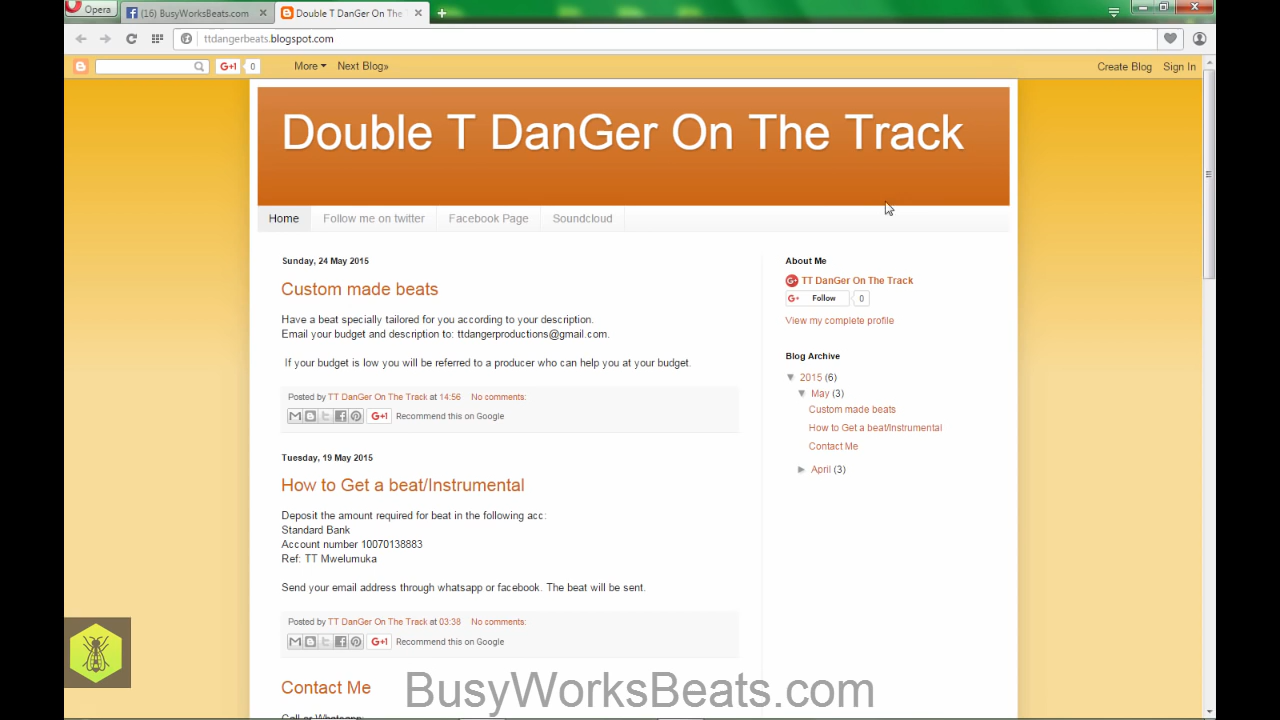 Opera
(16) BusyWorksBeats.com
Double T DanGer On The
ttdangerbeats.blogspot.com
G+1 0
More
Next Blog»
Create Blog
Sign In
Double T DanGer On The Track
Home
Follow me on twitter
Facebook Page
Soundcloud
Sunday, 24 May 2015
Custom made beats
Have a beat specially tailored for you according to your description.
Email your budget and description to: ttdangerproductions@gmail.com.
If your budget is low you will be referred to a producer who can help you at your budget.
Posted by TT DanGer On The Track at 14:56 No comments:
G+1 Recommend this on Google
Tuesday, 19 May 2015
How to Get a beat/Instrumental
Deposit the amount required for beat in the following acc:
Standard Bank
Account number 10070138883
Ref: TT Mwelumuka
Send your email address through whatsapp or facebook. The beat will be sent.
Posted by TT DanGer On The Track at 03:38 No comments:
G+1 Recommend this on Google
Contact Me
Call or Whatsapp:
About Me
TT DanGer On The Track
G+ Follow 0
View my complete profile
Blog Archive
▼ 2015 (6)
▼ May (3)
Custom made beats
How to Get a beat/Instrumental
Contact Me
► April (3)
BusyWorksBeats.com